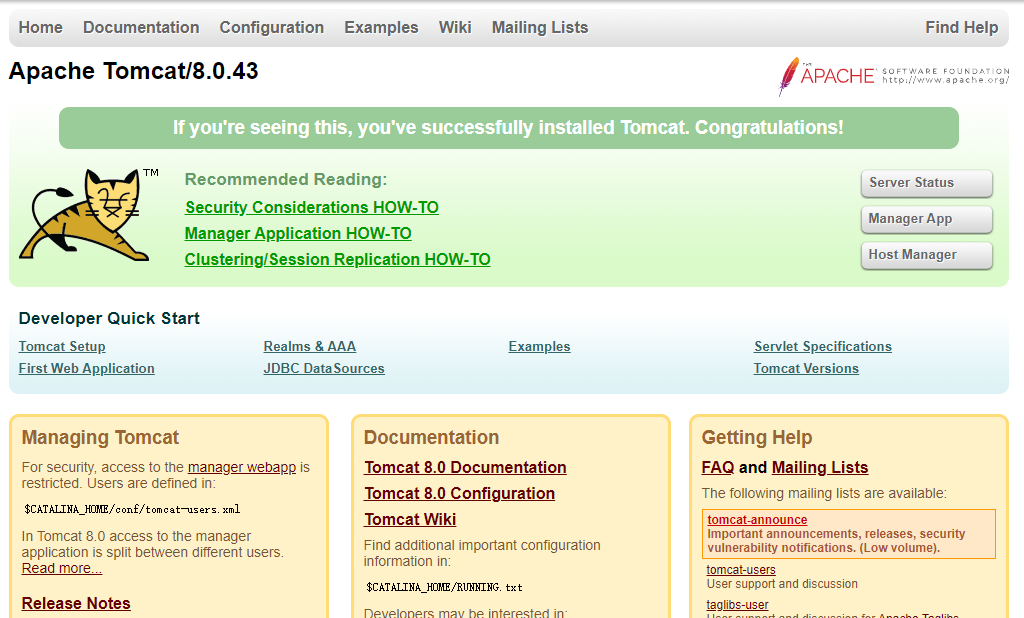 Home Documentation Configuration Examples Wiki Mailing Lists Find Help
Apache Tomcat/8.0.43
THE
APACHE SOFTWARE FOUNDATION
http://www.apache.org/
If you're seeing this, you've successfully installed Tomcat. Congratulations!
TM
Recommended Reading:
Security Considerations HOW-TO
Manager Application HOW-TO
Clustering/Session Replication HOW-TO
Server Status
Manager App
Host Manager
Developer Quick Start
Tomcat Setup
First Web Application
Realms & AAA
JDBC DataSources
Examples
Servlet Specifications
Tomcat Versions
Managing Tomcat
For security, access to the manager webapp is
restricted. Users are defined in:
$CATALINA_HOME/conf/tomcat-users.xml
In Tomcat 8.0 access to the manager
application is split between different users.
Read more...
Release Notes
Documentation
Tomcat 8.0 Documentation
Tomcat 8.0 Configuration
Tomcat Wiki
Find additional important configuration
information in:
$CATALINA_HOME/RUNNING.txt
Developers may be interested in:
Getting Help
FAQ and Mailing Lists
The following mailing lists are available:
tomcat-announce
Important announcements, releases, security
vulnerability notifications. (Low volume).
tomcat-users
User support and discussion
taglibs-user
User support and discussion for Apache Taglibs